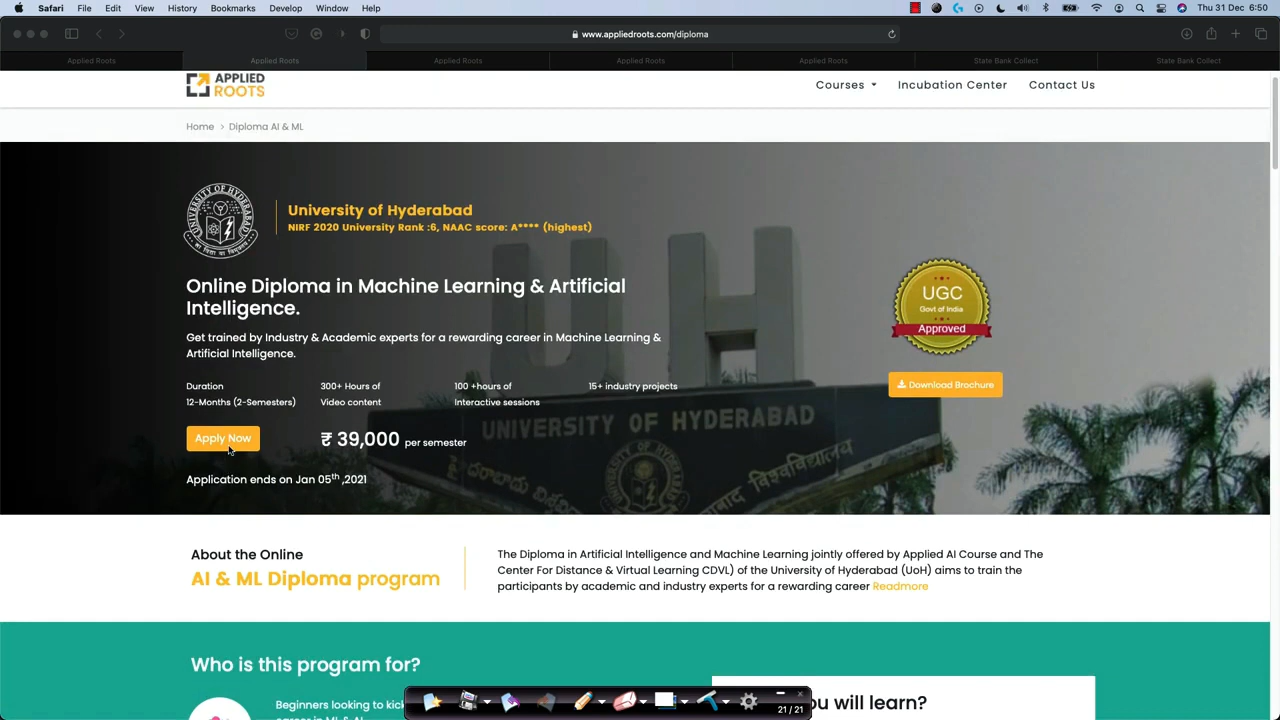 Safari File Edit View History Bookmarks Develop Window Help
Thu 31 Dec 6:50
www.appliedroots.com/diploma
Applied Roots Applied Roots Applied Roots Applied Roots Applied Roots State Bank Collect State Bank Collect
APPLIED
ROOTS
Courses Incubation Center Contact Us
Home > Diploma AI & ML
UNIVERSITY OF HYDERABAD
University of Hyderabad
NIRF 2020 University Rank :6, NAAC score: A**** (highest)
Online Diploma in Machine Learning & Artificial
Intelligence.
Get trained by Industry & Academic experts for a rewarding career in Machine Learning &
Artificial Intelligence.
UGC
Govt of India
Approved
Download Brochure
Duration 300+ Hours of 100 +hours of 15+ industry projects
12-Months (2-Semesters) Video content Interactive sessions
Apply Now ₹ 39,000 per semester
Application ends on Jan 05th ,2021
UNIVERSITY OF HYDERABAD
About the Online
AI & ML Diploma program
The Diploma in Artificial Intelligence and Machine Learning jointly offered by Applied AI Course and The
Center For Distance & Virtual Learning CDVL) of the University of Hyderabad (UoH) aims to train the
participants by academic and industry experts for a rewarding career Readmore
Who is this program for?
Beginners looking to kick
ou will learn?
21 / 21